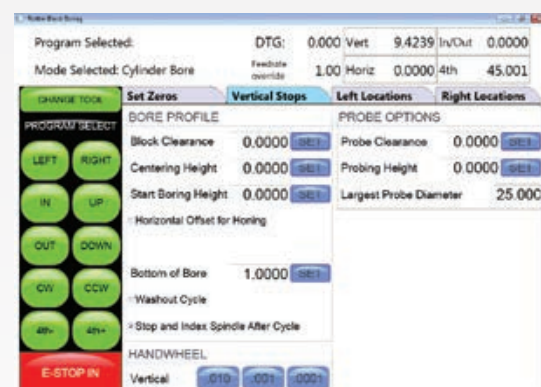 Rottler Block Boring
Program Selected: DTG: 0.000 Vert 9.4239 In/Out 0.0000
Mode Selected: Cylinder Bore Feedrate override 1.00 Horiz 0.0000 4th 45.001
CHANGE TOOL Set Zeros Vertical Stops Left Locations Right Locations
PROGRAM SELECT BORE PROFILE PROBE OPTIONS
Block Clearance 0.0000 SET Probe Clearance 0.0000 SET
LEFT RIGHT Centering Height 0.0000 SET Probing Height 0.0000 SET
IN UP Start Boring Height 0.0000 SET Largest Probe Diameter 25.000
Horizontal Offset for Honing
OUT DOWN
Bottom of Bore 1.0000 SET
CW CCW Washout Cycle
4th- 4th+ Stop and Index Spindle After Cycle
HANDWHEEL
E-STOP IN Vertical .010 .001 .0001